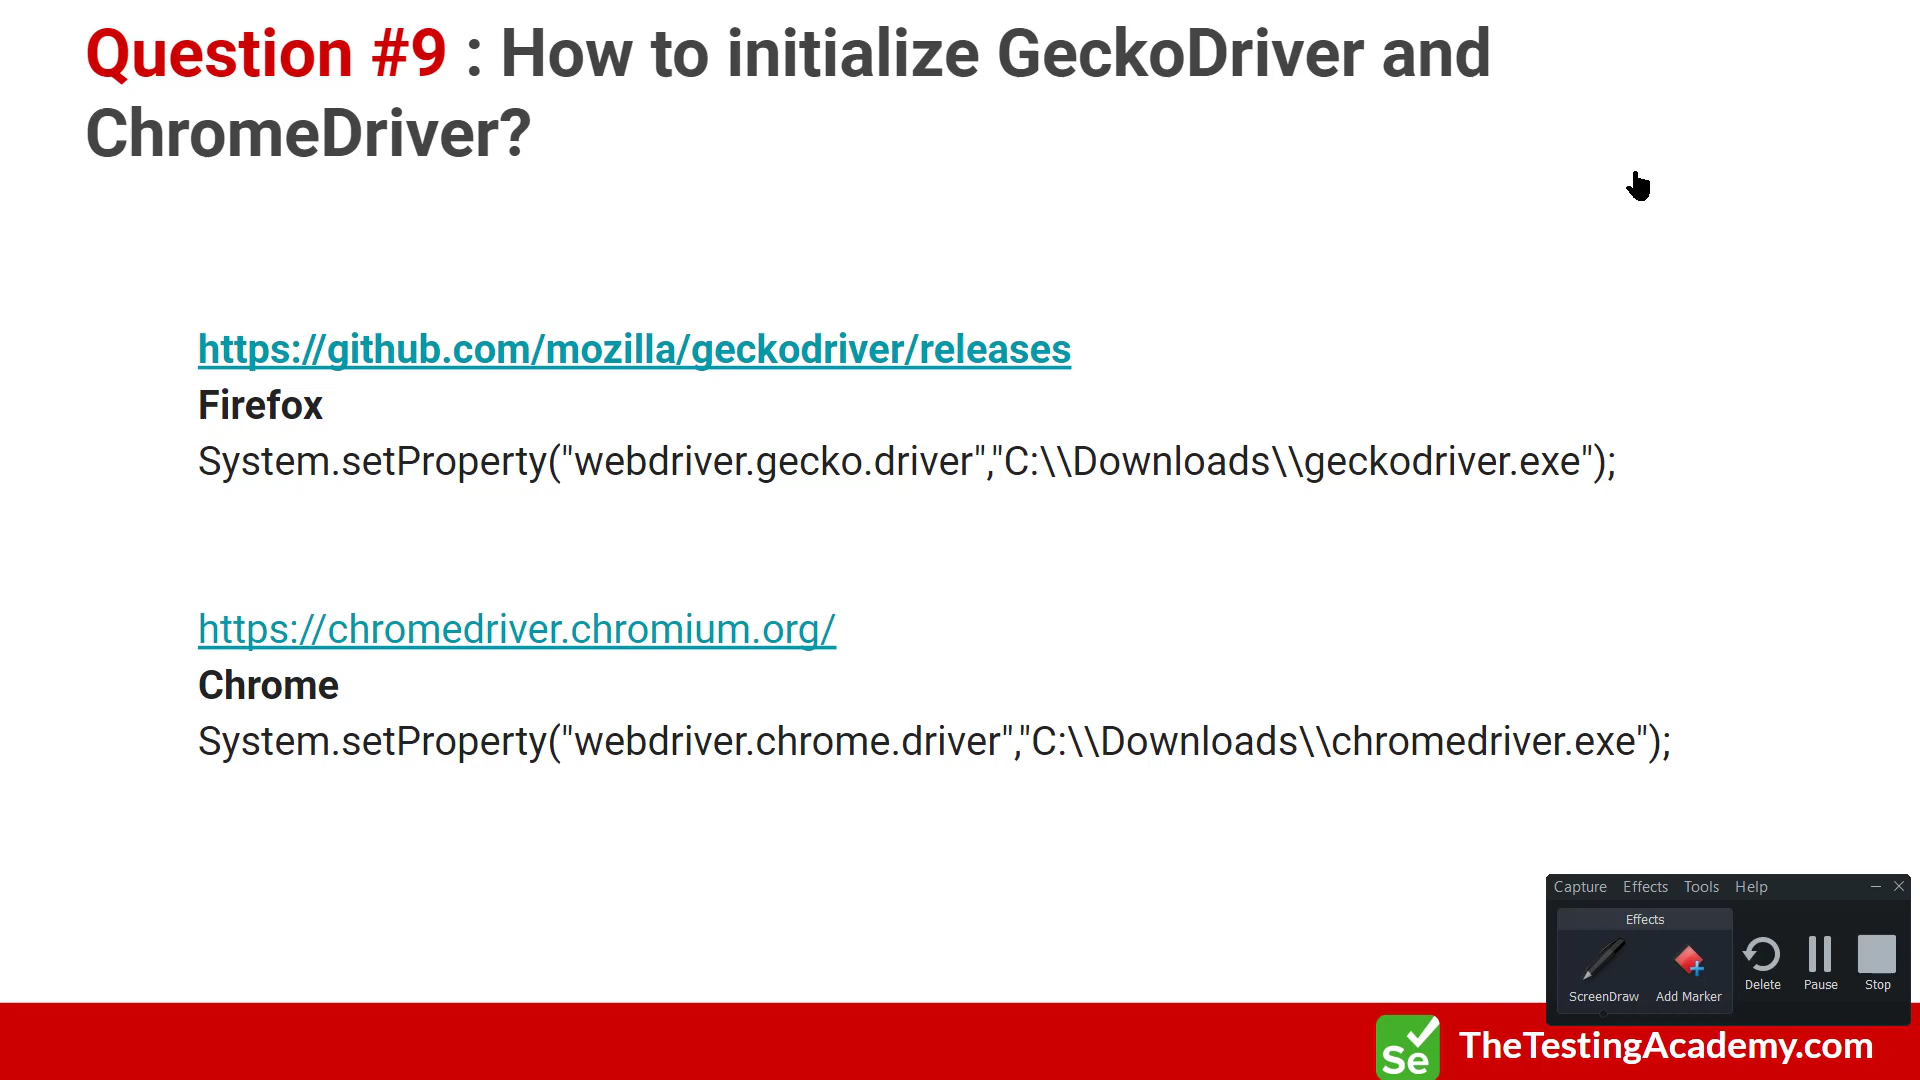 Question #9 : How to initialize GeckoDriver and
ChromeDriver?
https://github.com/mozilla/geckodriver/releases
Firefox
System.setProperty("webdriver.gecko.driver","C:\\Downloads\\geckodriver.exe");
https://chromedriver.chromium.org/
Chrome
System.setProperty("webdriver.chrome.driver","C:\\Downloads\\chromedriver.exe");
Capture Effects Tools Help
Effects
ScreenDraw Add Marker Delete Pause Stop
Se TheTestingAcademy.com